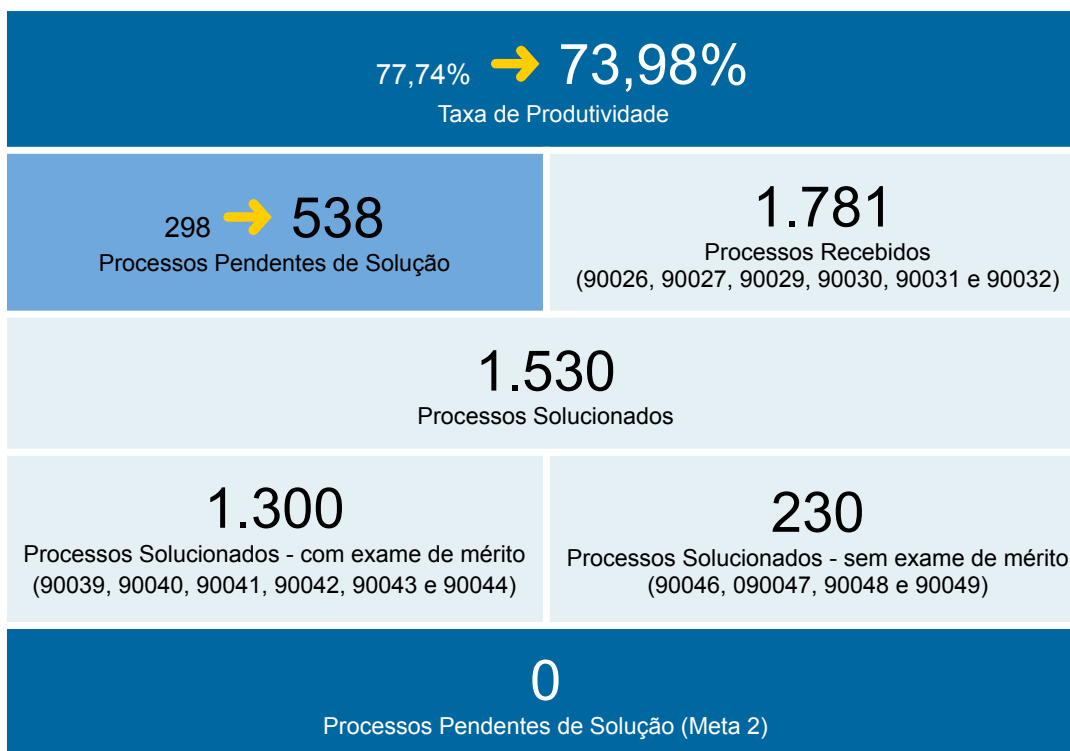 77,74% 73,98%
Taxa de Produtividade
298 538
Processos Pendentes de Solução
1.781
Processos Recebidos
(90026, 90027, 90029, 90030, 90031 e 90032)
1.530
Processos Solucionados
1.300
Processos Solucionados - com exame de mérito
(90039, 90040, 90041, 90042, 90043 e 90044)
230
Processos Solucionados - sem exame de mérito
(90046, 090047, 90048 e 90049)
0
Processos Pendentes de Solução (Meta 2)